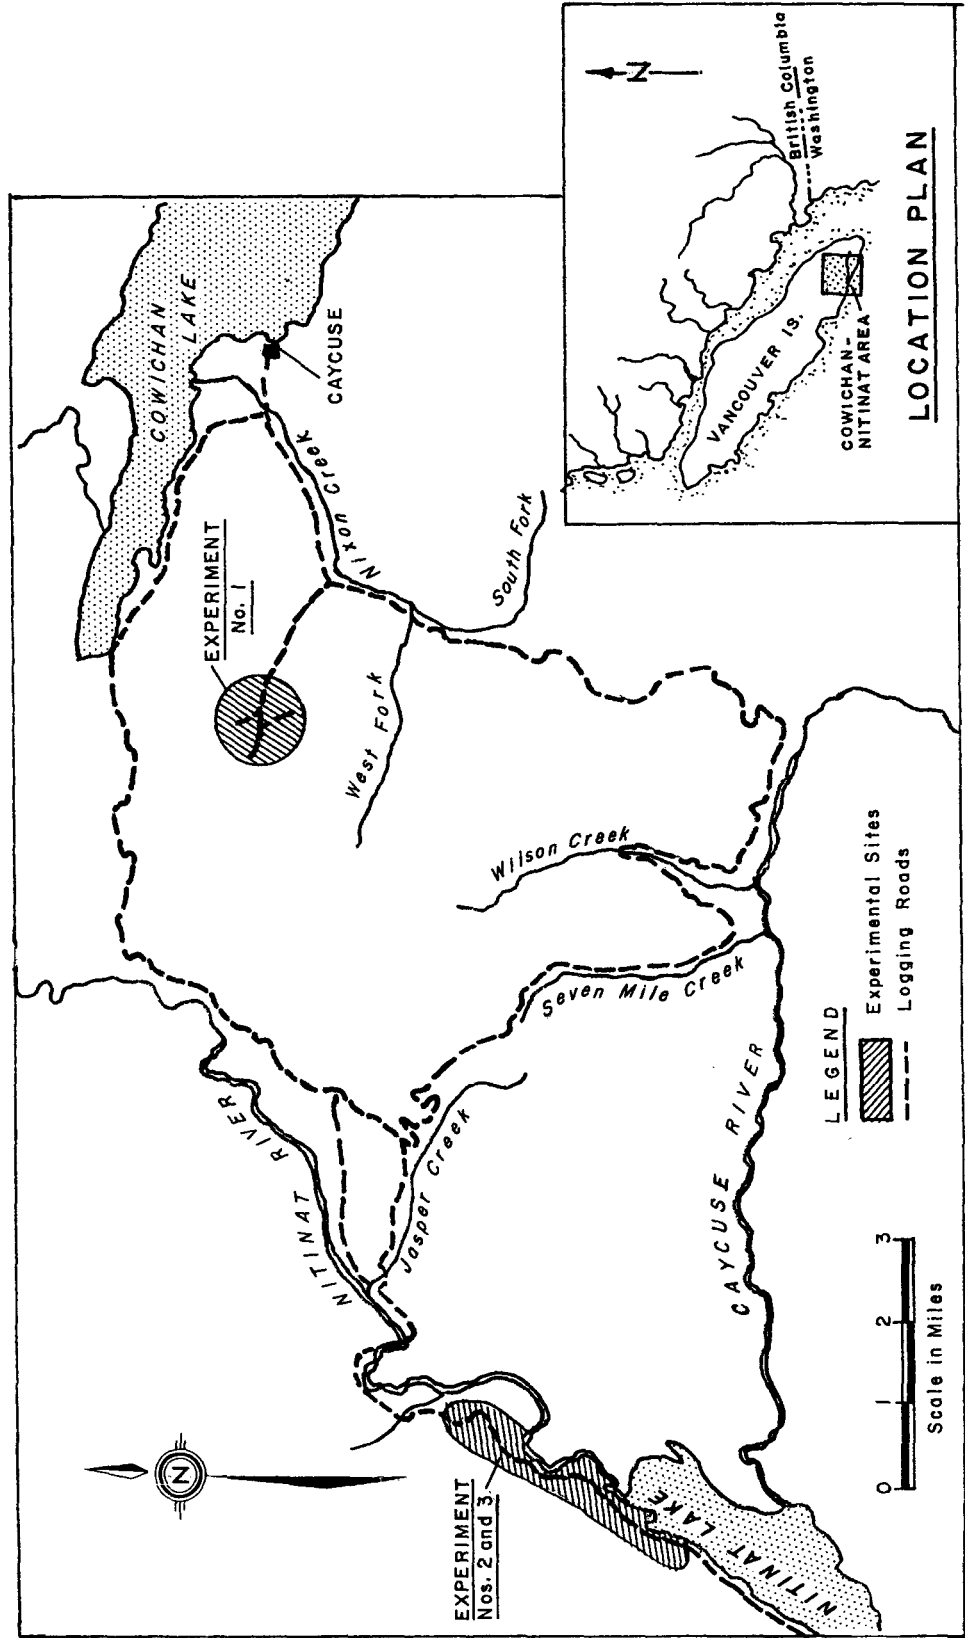 COWICHAN
LAKE
CAYCUSE
EXPERIMENT
No. 1
Nixon Creek
South Fork
West Fork
Wilson Creek
Seven Mile Creek
NITINAT RIVER
Jasper Creek
CAYCUSE RIVER
N
EXPERIMENT
Nos. 2 and 3
NITINAT LAKE
0 1 2 3
Scale in Miles
LEGEND
Experimental Sites
Logging Roads
N
British Columbia
Washington
VANCOUVER IS.
COWICHAN-
NITINAT AREA
LOCATION PLAN